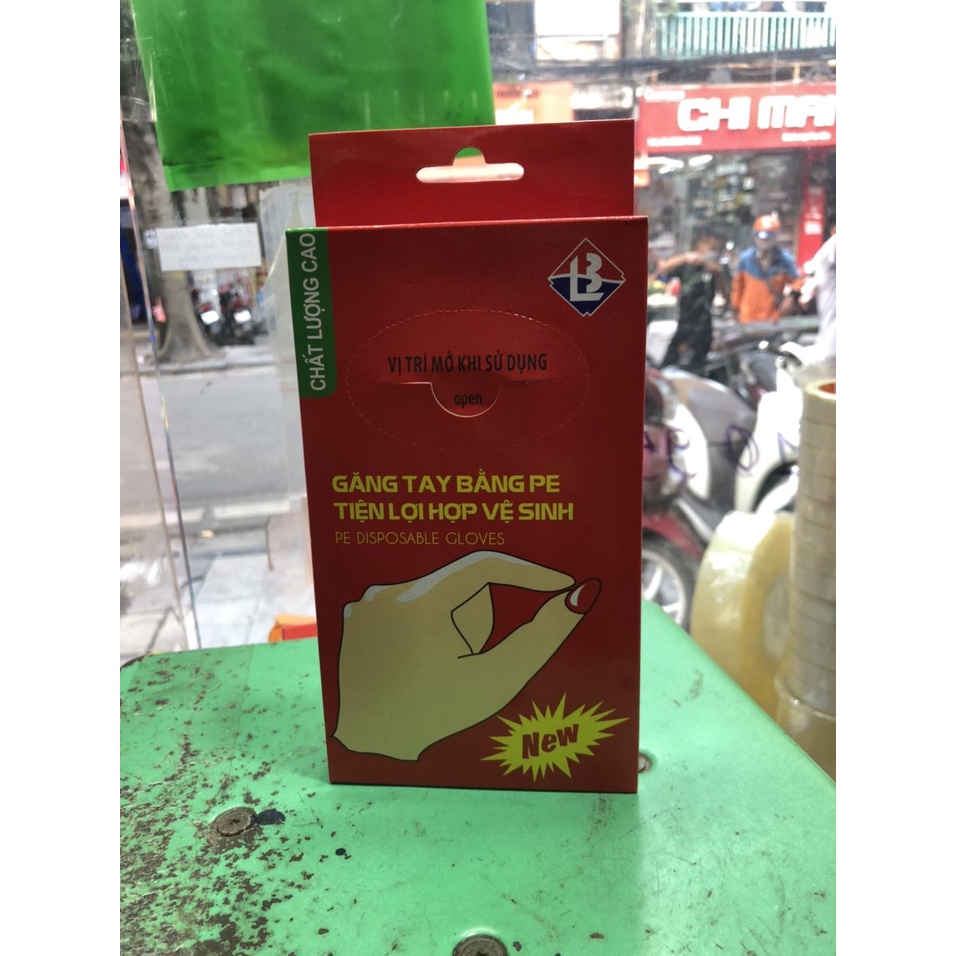 CHI MA
CHẤT LƯỢNG CAO
LB
VỊ TRÍ MỞ KHI SỬ DỤNG
open
GĂNG TAY BẰNG PE
TIỆN LỢI HỢP VỆ SINH
PE DISPOSABLE GLOVES
New